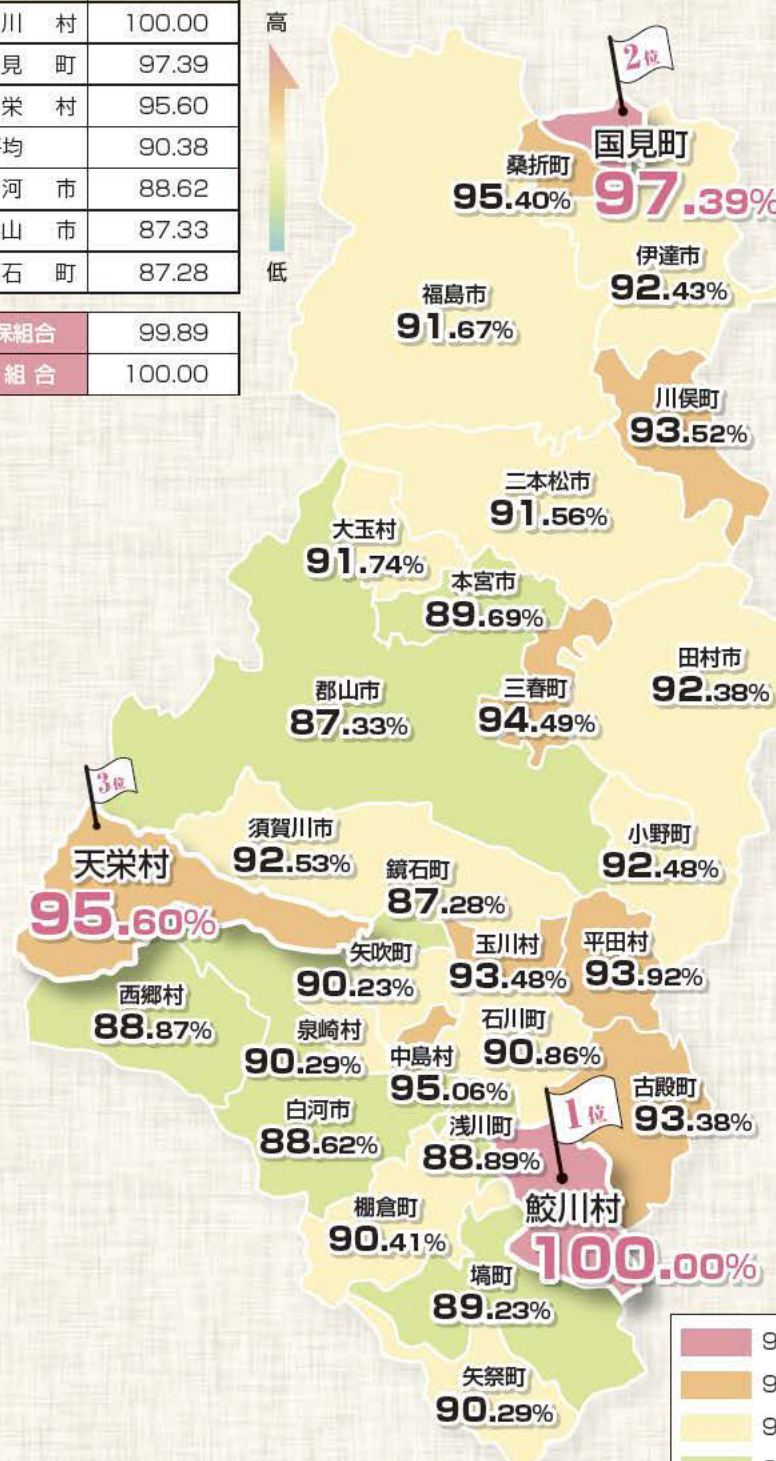 川 村 100.00
見 町 97.39
栄 村 95.60
均 90.38
河 市 88.62
山 市 87.33
石 町 87.28
保組合 99.89
組合 100.00
高
低
2位
国見町
97.39%
桑折町
95.40%
伊達市
92.43%
福島市
91.67%
川俣町
93.52%
二本松市
91.56%
大玉村
91.74%
本宮市
89.69%
田村市
92.38%
三春町
94.49%
郡山市
87.33%
3位
天栄村
95.60%
須賀川市
92.53%
小野町
92.48%
鏡石町
87.28%
玉川村
93.48%
平田村
93.92%
矢吹町
90.23%
西郷村
88.87%
石川町
90.86%
泉崎村
90.29%
中島村
95.06%
古殿町
93.38%
白河市
88.62%
浅川町
88.89%
1位
鮫川村
100.00%
棚倉町
90.41%
塙町
89.23%
矢祭町
90.29%
9
9
9